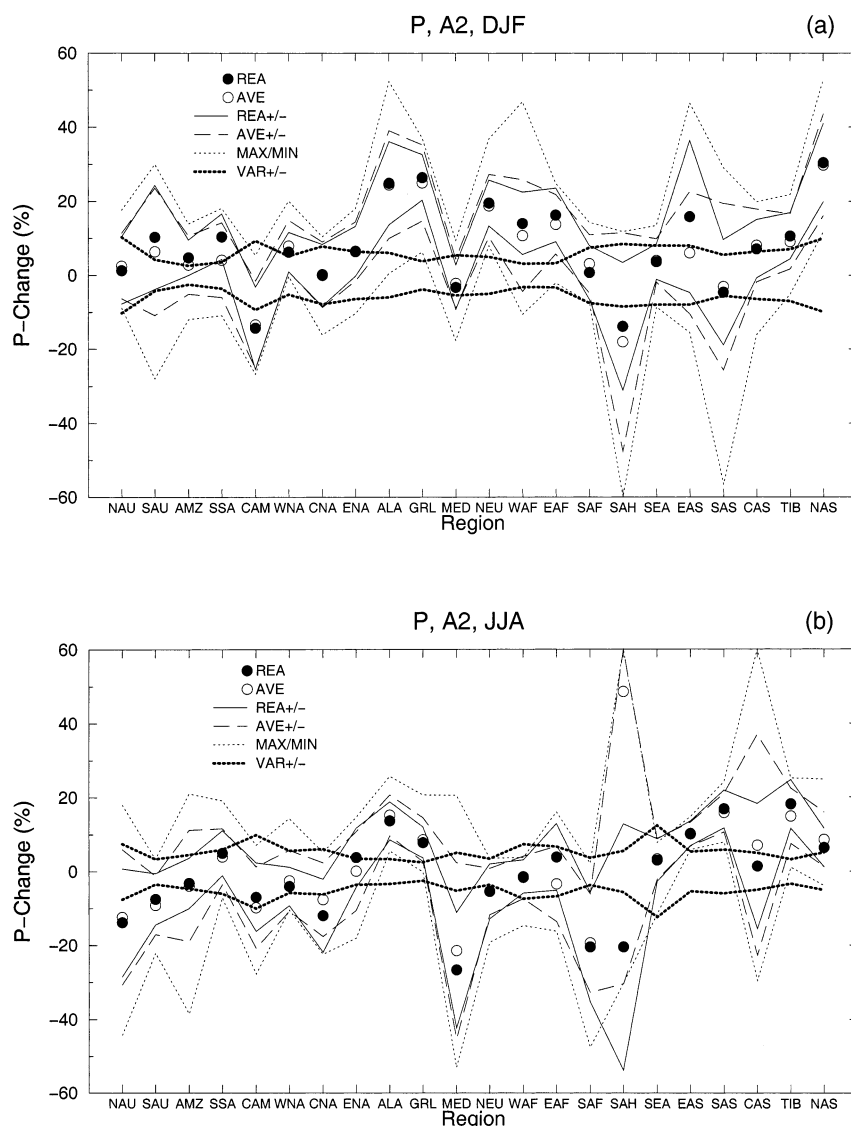 P, A2, DJF
(a)
60
40
20
0
-20
-40
-60
P-Change (%)
REA
AVE
REA+/-
AVE+/-
MAX/MIN
VAR+/-
NAU SAU AMZ SSA CAM WNA CNA ENA ALA GRL MED NEU WAF EAF SAF SAH SEA EAS SAS CAS TIB NAS
Region
P, A2, JJA
(b)
60
40
20
0
-20
-40
-60
P-Change (%)
REA
AVE
REA+/-
AVE+/-
MAX/MIN
VAR+/-
NAU SAU AMZ SSA CAM WNA CNA ENA ALA GRL MED NEU WAF EAF SAF SAH SEA EAS SAS CAS TIB NAS
Region